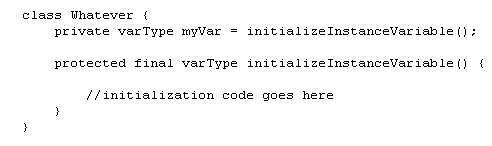 class Whatever {
    private varType myVar = initializeInstanceVariable();
    protected final varType initializeInstanceVariable() {
        //initialization code goes here
    }
}